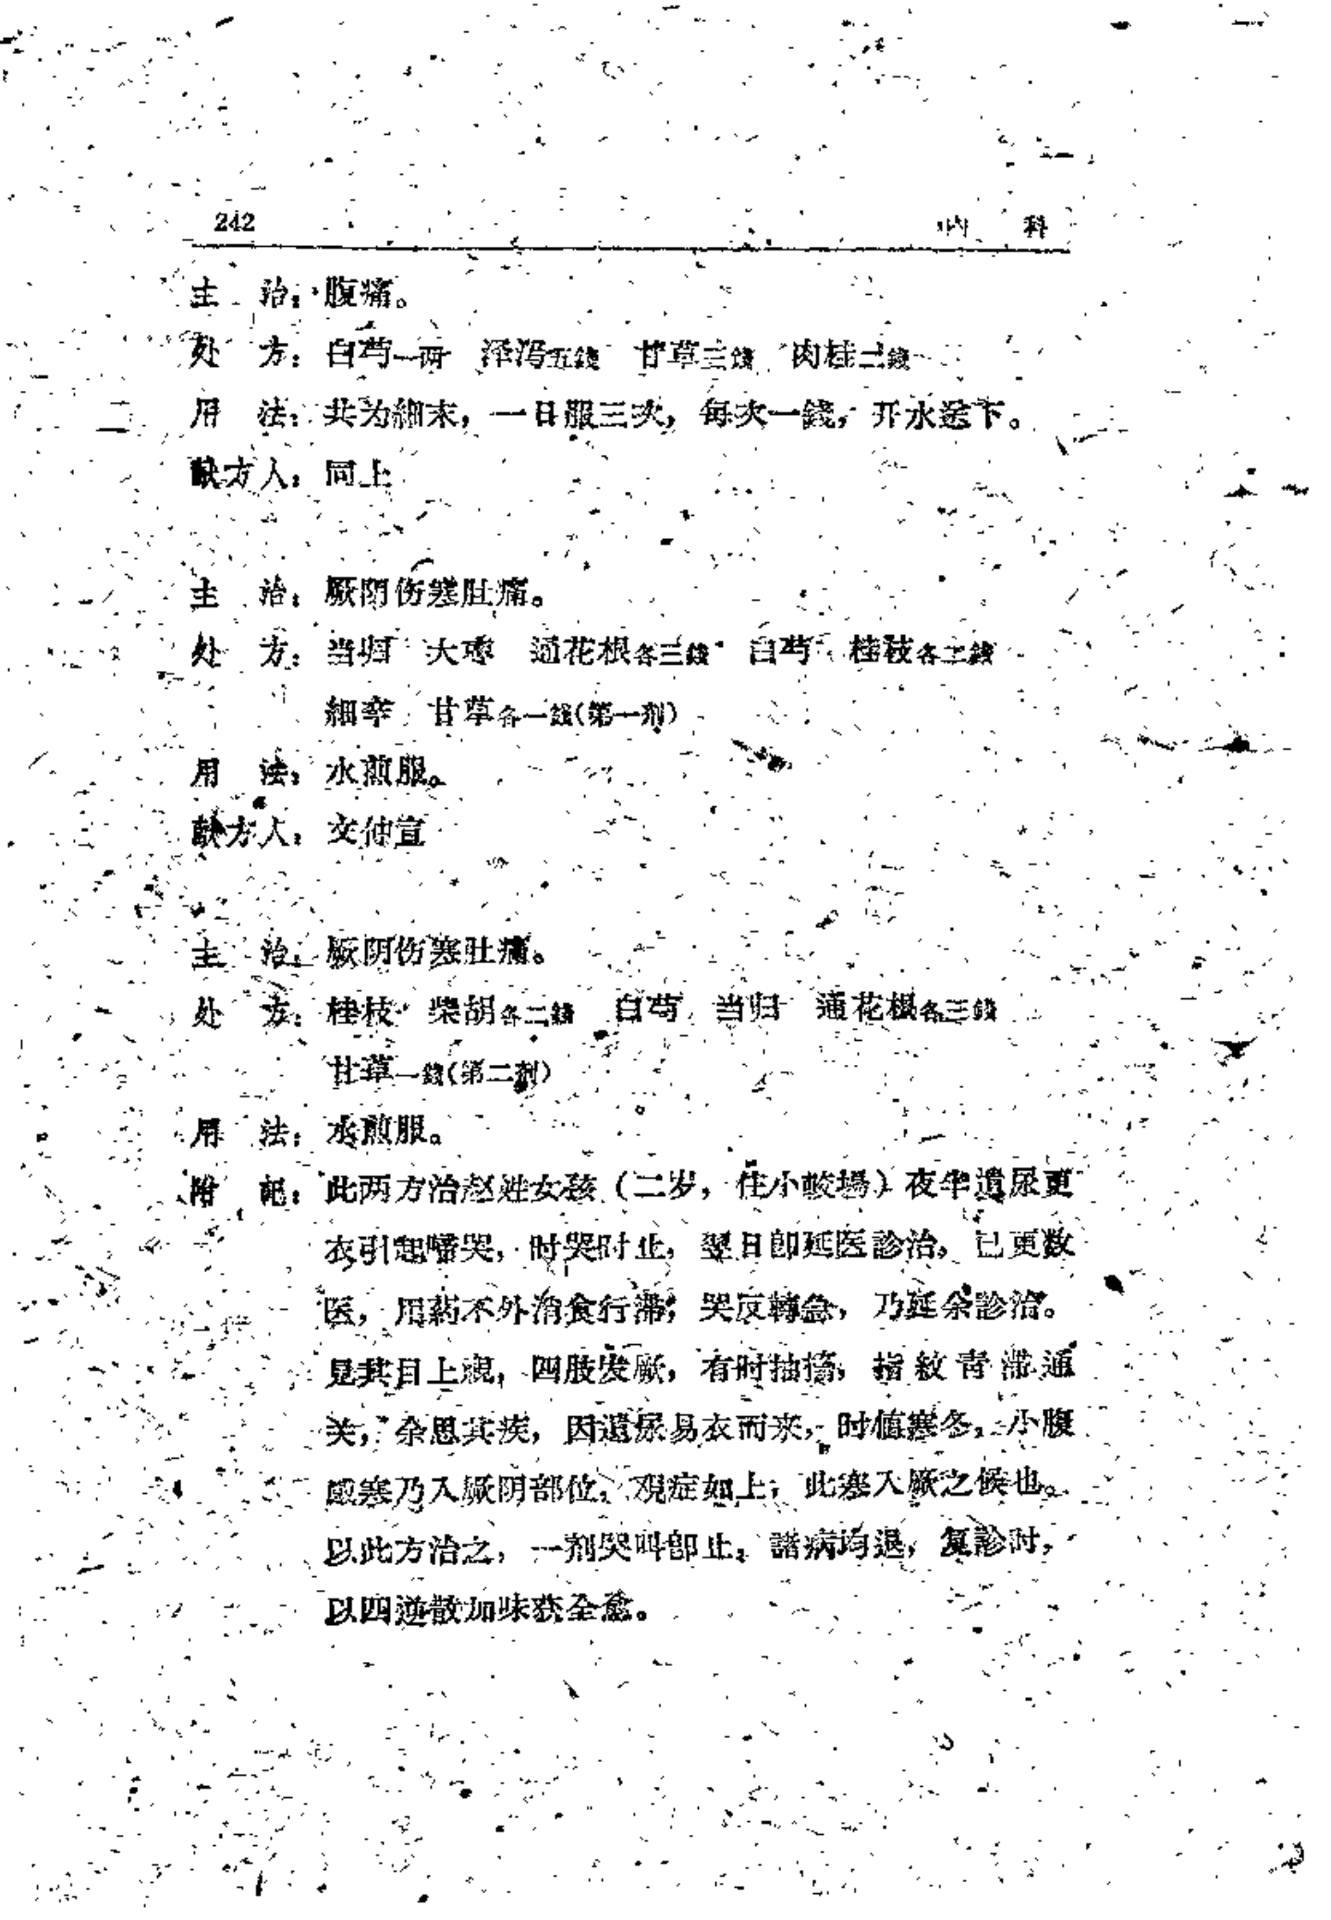 242 内 科
主 治：腹痛。
处 方：白芍一两 泽泻五錢 甘草三錢 肉桂二錢
用 法：共为細末，一日服三次，每次一錢，开水送下。
献方人：同上
主 治：厥阴伤寒肚痛。
处 方：当归 大枣 通花根各三錢 白芍 桂枝各二錢
細辛 甘草各一錢(第一剂)
用 法：水煎服。
献方人：文仲宣
主 治：厥阴伤寒肚痛。
处 方：桂枝 柴胡各二錢 白芍 当归 通花根各三錢
甘草一錢(第二剂)
用 法：水煎服。
附 記：此两方治赵姓女孩（二岁，住小較場）夜半遺尿更
衣引起啼哭，时哭时止，翌日即延医診治，已更数
医，用药不外消食行滞，哭反轉急，乃延余診治。
見其目上視，四肢发厥，有时抽搐，指紋青滞通
关，余思其疾，因遺尿易衣而来，时值寒冬，小腹
感寒乃入厥阴部位，現症如上，此寒入厥之候也。
以此方治之，一剂哭叫即止，諸病均退，复診时，
以四逆散加味获全愈。